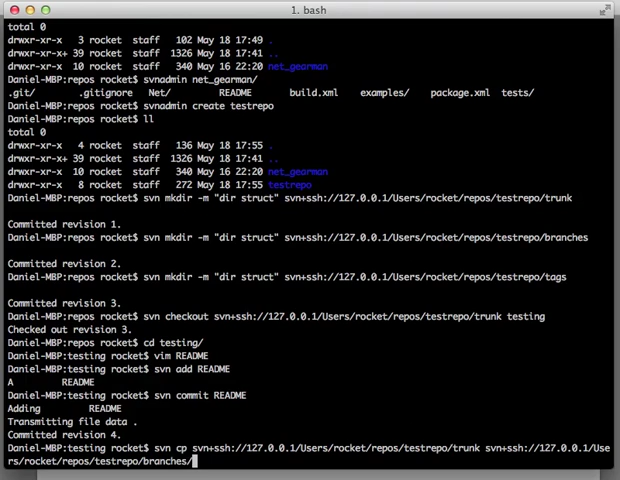 1. bash
total 0
drwxr-xr-x   3 rocket  staff   102 May 18 17:49 .
drwxr-xr-x+ 39 rocket  staff  1326 May 18 17:41 ..
drwxr-xr-x  10 rocket  staff   340 May 16 22:20 net_gearman
Daniel-MBP:repos rocket$ svnadmin net_gearman/
.git/       .gitignore  Net/        README      build.xml   examples/   package.xml tests/
Daniel-MBP:repos rocket$ svnadmin create testrepo
Daniel-MBP:repos rocket$ ll
total 0
drwxr-xr-x   4 rocket  staff   136 May 18 17:55 .
drwxr-xr-x+ 39 rocket  staff  1326 May 18 17:41 ..
drwxr-xr-x  10 rocket  staff   340 May 16 22:20 net_gearman
drwxr-xr-x   8 rocket  staff   272 May 18 17:55 testrepo
Daniel-MBP:repos rocket$ svn mkdir -m "dir struct" svn+ssh://127.0.0.1/Users/rocket/repos/testrepo/trunk
Committed revision 1.
Daniel-MBP:repos rocket$ svn mkdir -m "dir struct" svn+ssh://127.0.0.1/Users/rocket/repos/testrepo/branches
Committed revision 2.
Daniel-MBP:repos rocket$ svn mkdir -m "dir struct" svn+ssh://127.0.0.1/Users/rocket/repos/testrepo/tags
Committed revision 3.
Daniel-MBP:repos rocket$ svn checkout svn+ssh://127.0.0.1/Users/rocket/repos/testrepo/trunk testing
Checked out revision 3.
Daniel-MBP:repos rocket$ cd testing/
Daniel-MBP:testing rocket$ vim README
Daniel-MBP:testing rocket$ svn add README
A         README
Daniel-MBP:testing rocket$ svn commit README
Adding         README
Transmitting file data .
Committed revision 4.
Daniel-MBP:testing rocket$ svn cp svn+ssh://127.0.0.1/Users/rocket/repos/testrepo/trunk svn+ssh://127.0.0.1/Use
rs/rocket/repos/testrepo/branches/